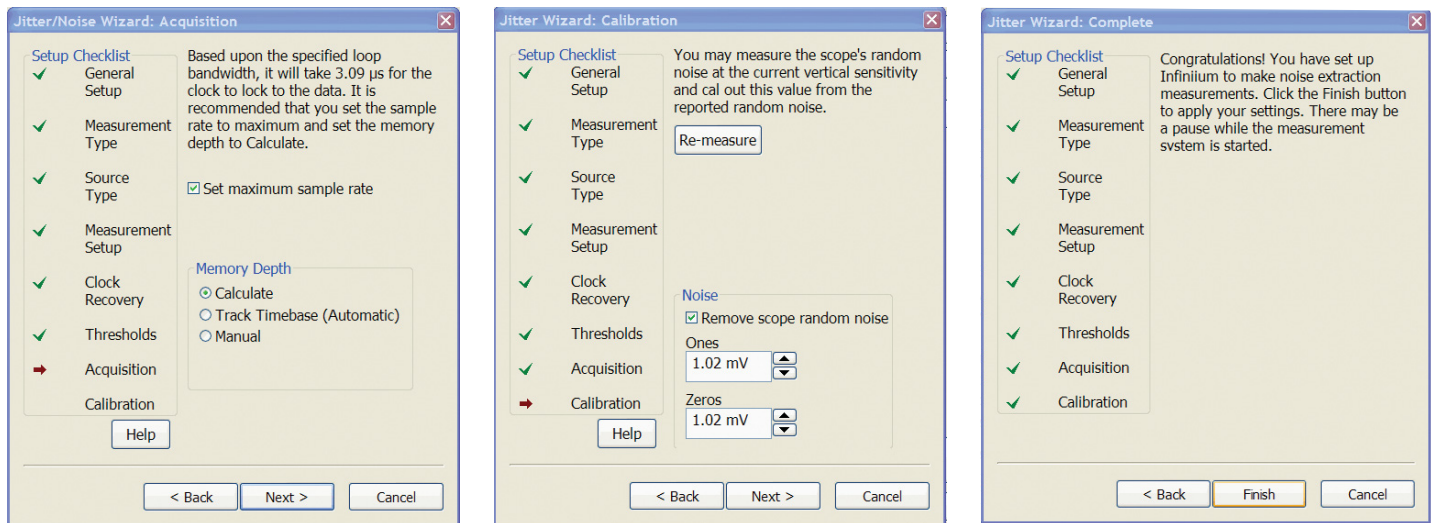 Jitter/Noise Wizard: Acquisition
Setup Checklist
General
Setup
Measurement
Type
Source
Type
Measurement
Setup
Clock
Recovery
Thresholds
Acquisition
Calibration
Help
Based upon the specified loop
bandwidth, it will take 3.09 µs for the
clock to lock to the data. It is
recommended that you set the sample
rate to maximum and set the memory
depth to Calculate.
Set maximum sample rate
Memory Depth
Calculate
Track Timebase (Automatic)
Manual
< Back
Next >
Cancel
Jitter Wizard: Calibration
Setup Checklist
General
Setup
Measurement
Type
Source
Type
Measurement
Setup
Clock
Recovery
Thresholds
Acquisition
Calibration
Help
You may measure the scope's random
noise at the current vertical sensitivity
and cal out this value from the
reported random noise.
Re-measure
Noise
Remove scope random noise
Ones
1.02 mV
Zeros
1.02 mV
< Back
Next >
Cancel
Jitter Wizard: Complete
Setup Checklist
General
Setup
Measurement
Type
Source
Type
Measurement
Setup
Clock
Recovery
Thresholds
Acquisition
Calibration
Congratulations! You have set up
Infiniium to make noise extraction
measurements. Click the Finish button
to apply your settings. There may be
a pause while the measurement
system is started.
< Back
Finish
Cancel